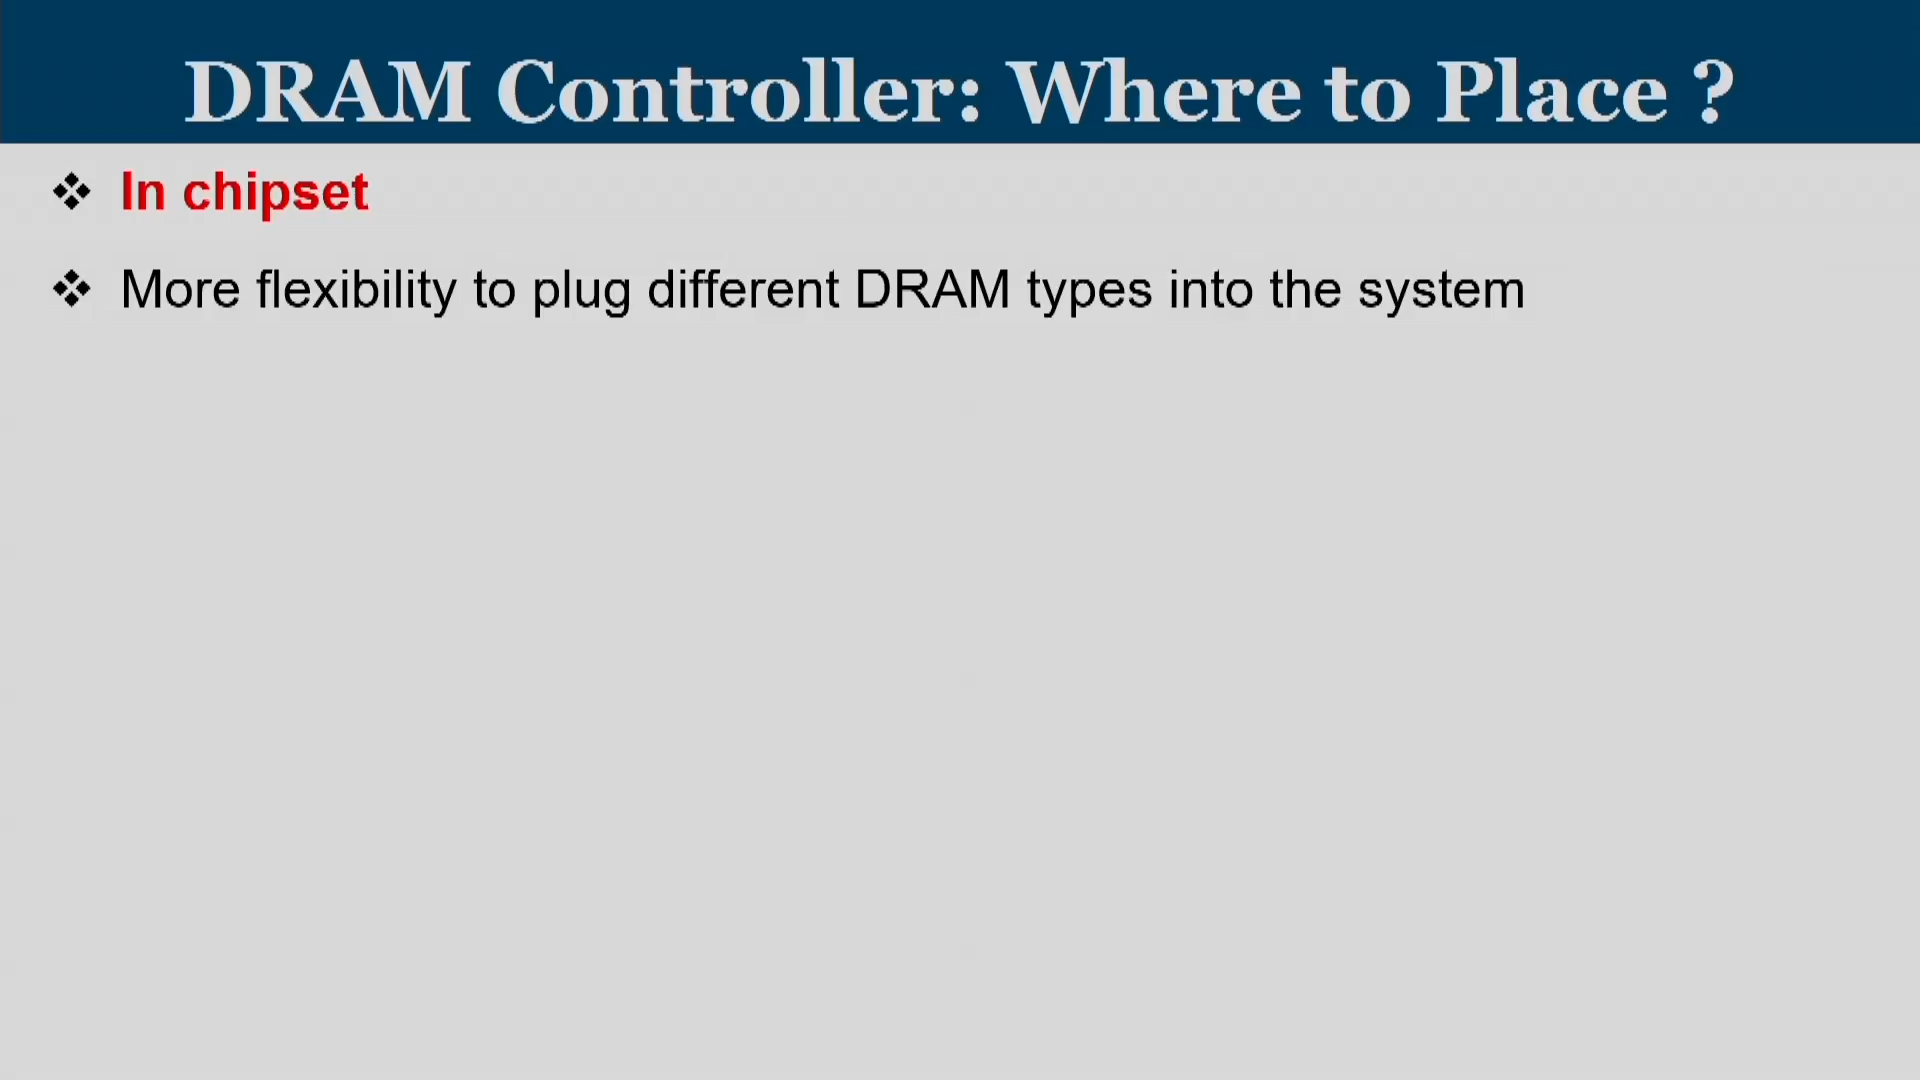 DRAM Controller: Where to Place ?
❖ In chipset
❖ More flexibility to plug different DRAM types into the system